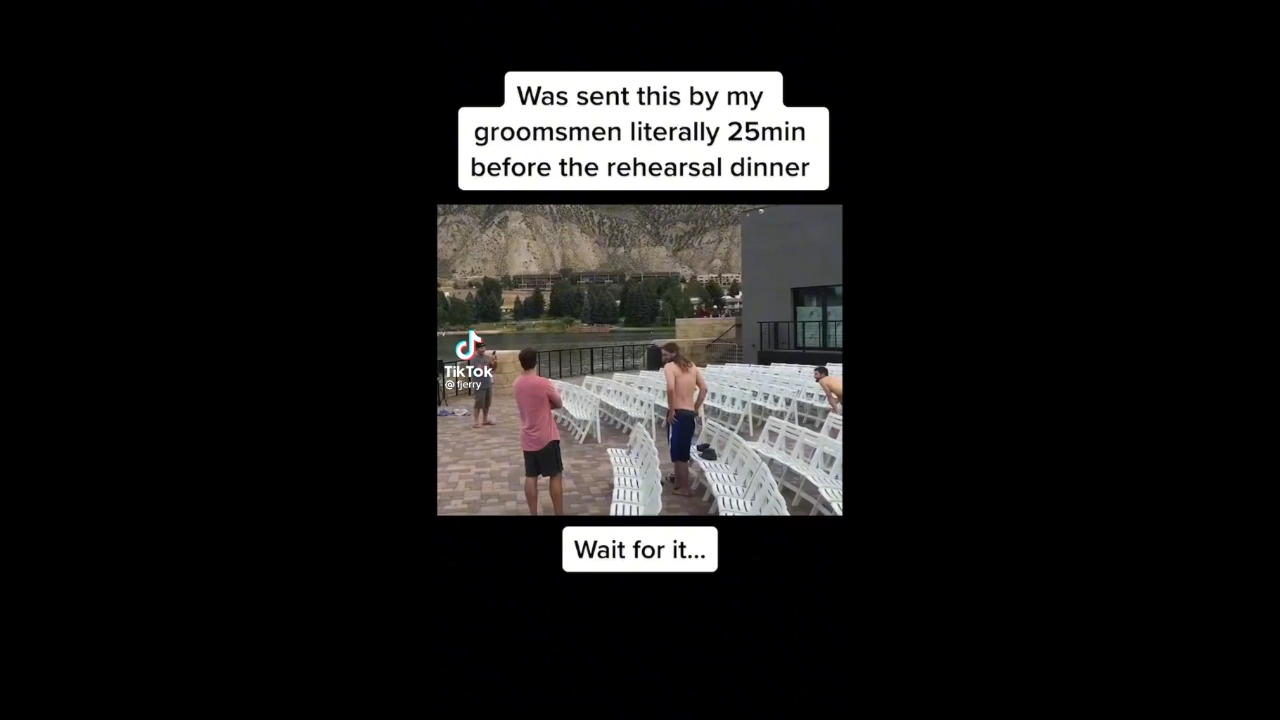 Was sent this by my
groomsmen literally 25min
before the rehearsal dinner
TikTok
@fjerry
Wait for it...